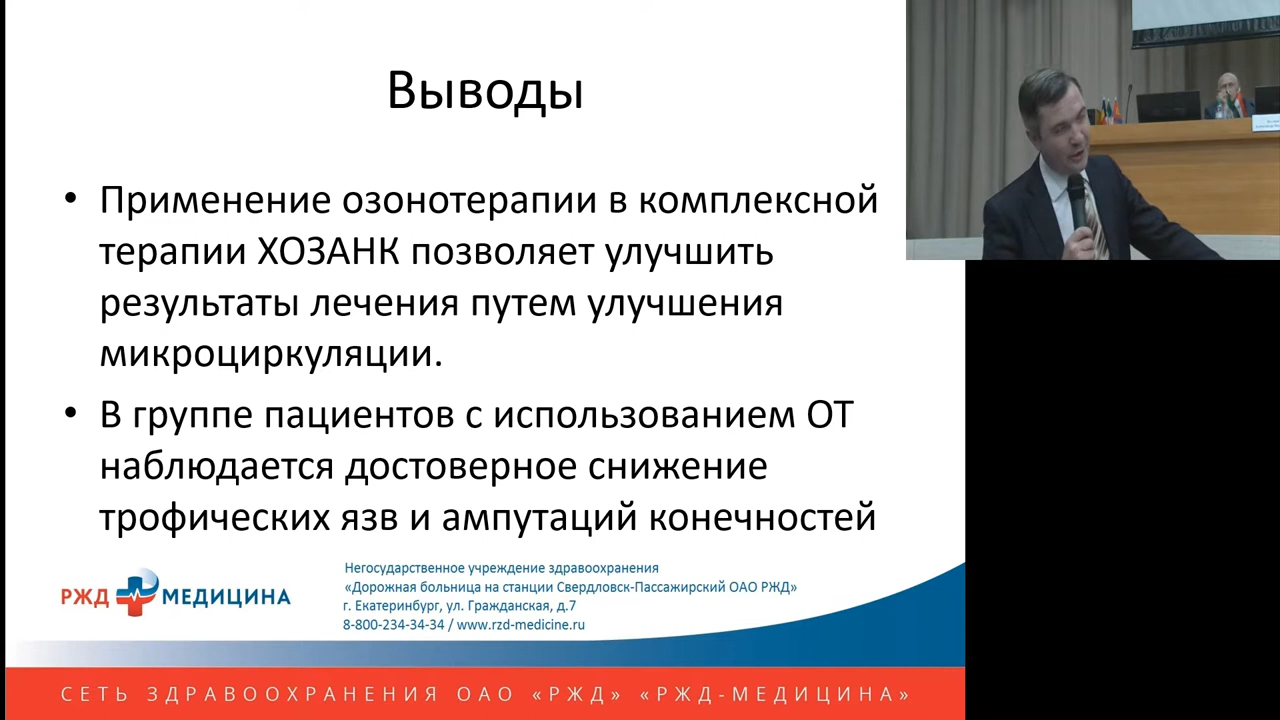 Выводы
• Применение озонотерапии в комплексной
терапии ХОЗАНК позволяет улучшить
результаты лечения путем улучшения
микроциркуляции.
• В группе пациентов с использованием ОТ
наблюдается достоверное снижение
трофических язв и ампутаций конечностей
РЖД МЕДИЦИНА
Негосударственное учреждение здравоохранения
«Дорожная больница на станции Свердловск-Пассажирский ОАО РЖД»
г. Екатеринбург, ул. Гражданская, д.7
8-800-234-34-34 / www.rzd-medicine.ru
СЕТЬ ЗДРАВООХРАНЕНИЯ ОАО «РЖД» «РЖД-МЕДИЦИНА»